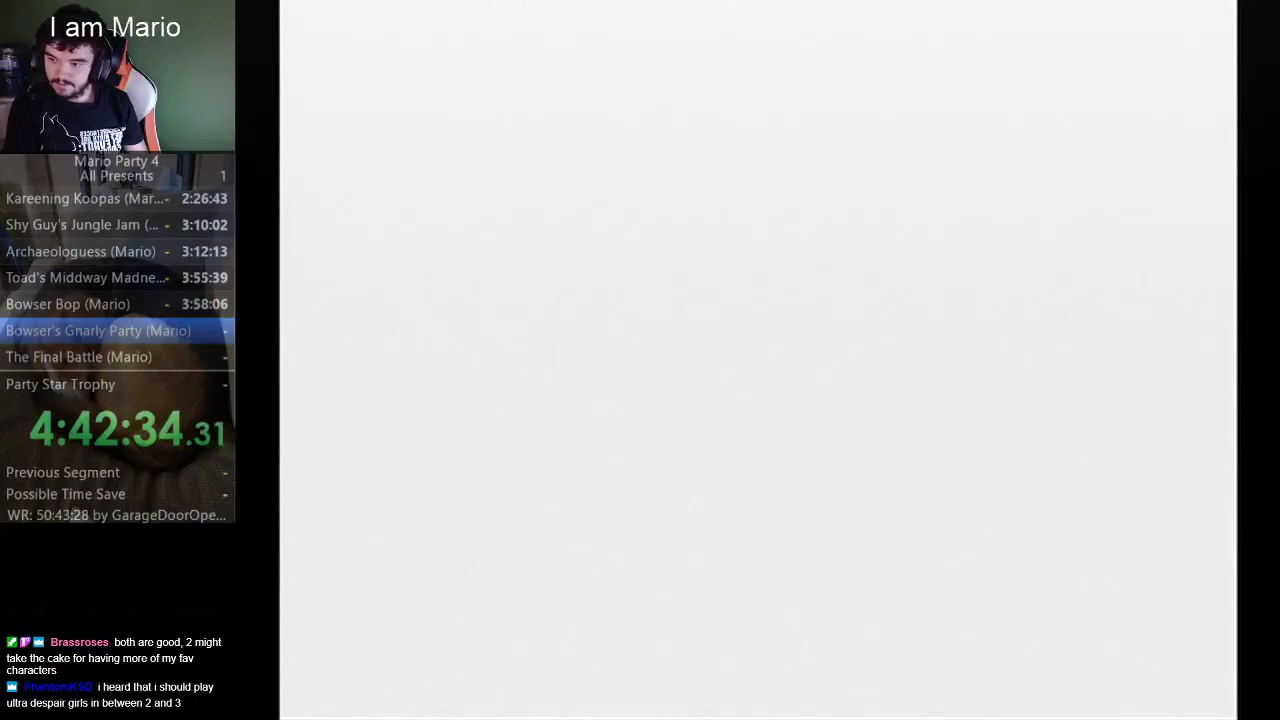 I am Mario
Mario Party 4
All Presents 1
Kareening Koopas (Mar... - 2:26:43
Shy Guy's Jungle Jam (... - 3:10:02
Archaeologuess (Mario) - 3:12:13
Toad's Middway Madne... - 3:55:39
Bowser Bop (Mario) - 3:58:06
Bowser's Gnarly Party (Mario) -
The Final Battle (Mario) -
Party Star Trophy -
4:42:34.31
Previous Segment -
Possible Time Save -
WR: 50:43:28 by GarageDoorOpe...
Brassroses both are good, 2 might
take the cake for having more of my fav
characters
PhantomK3D i heard that i should play
ultra despair girls in between 2 and 3